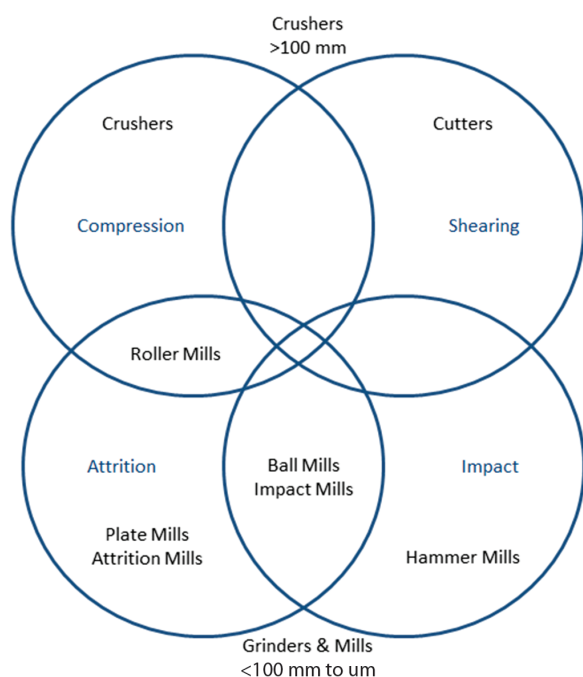 Crushers
>100 mm
Crushers
Cutters
Compression
Shearing
Roller Mills
Attrition
Ball Mills
Impact Mills
Impact
Plate Mills
Attrition Mills
Hammer Mills
Grinders & Mills
<100 mm to um